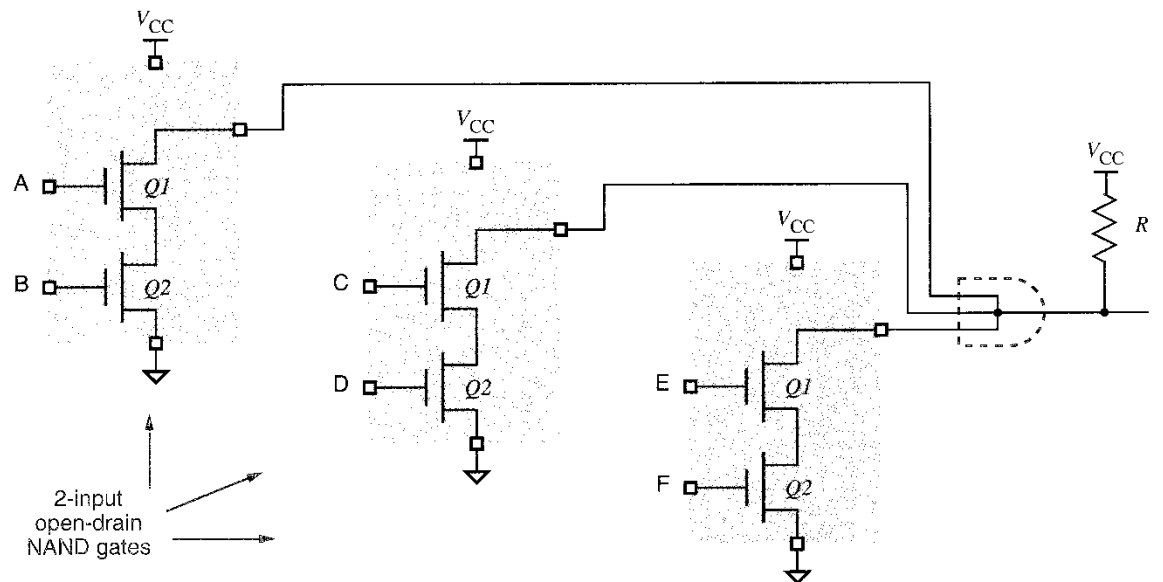 VCC
A
Q1
B
Q2
VCC
C
Q1
D
Q2
VCC
E
Q1
F
Q2
VCC
R
2-input
open-drain
NAND gates